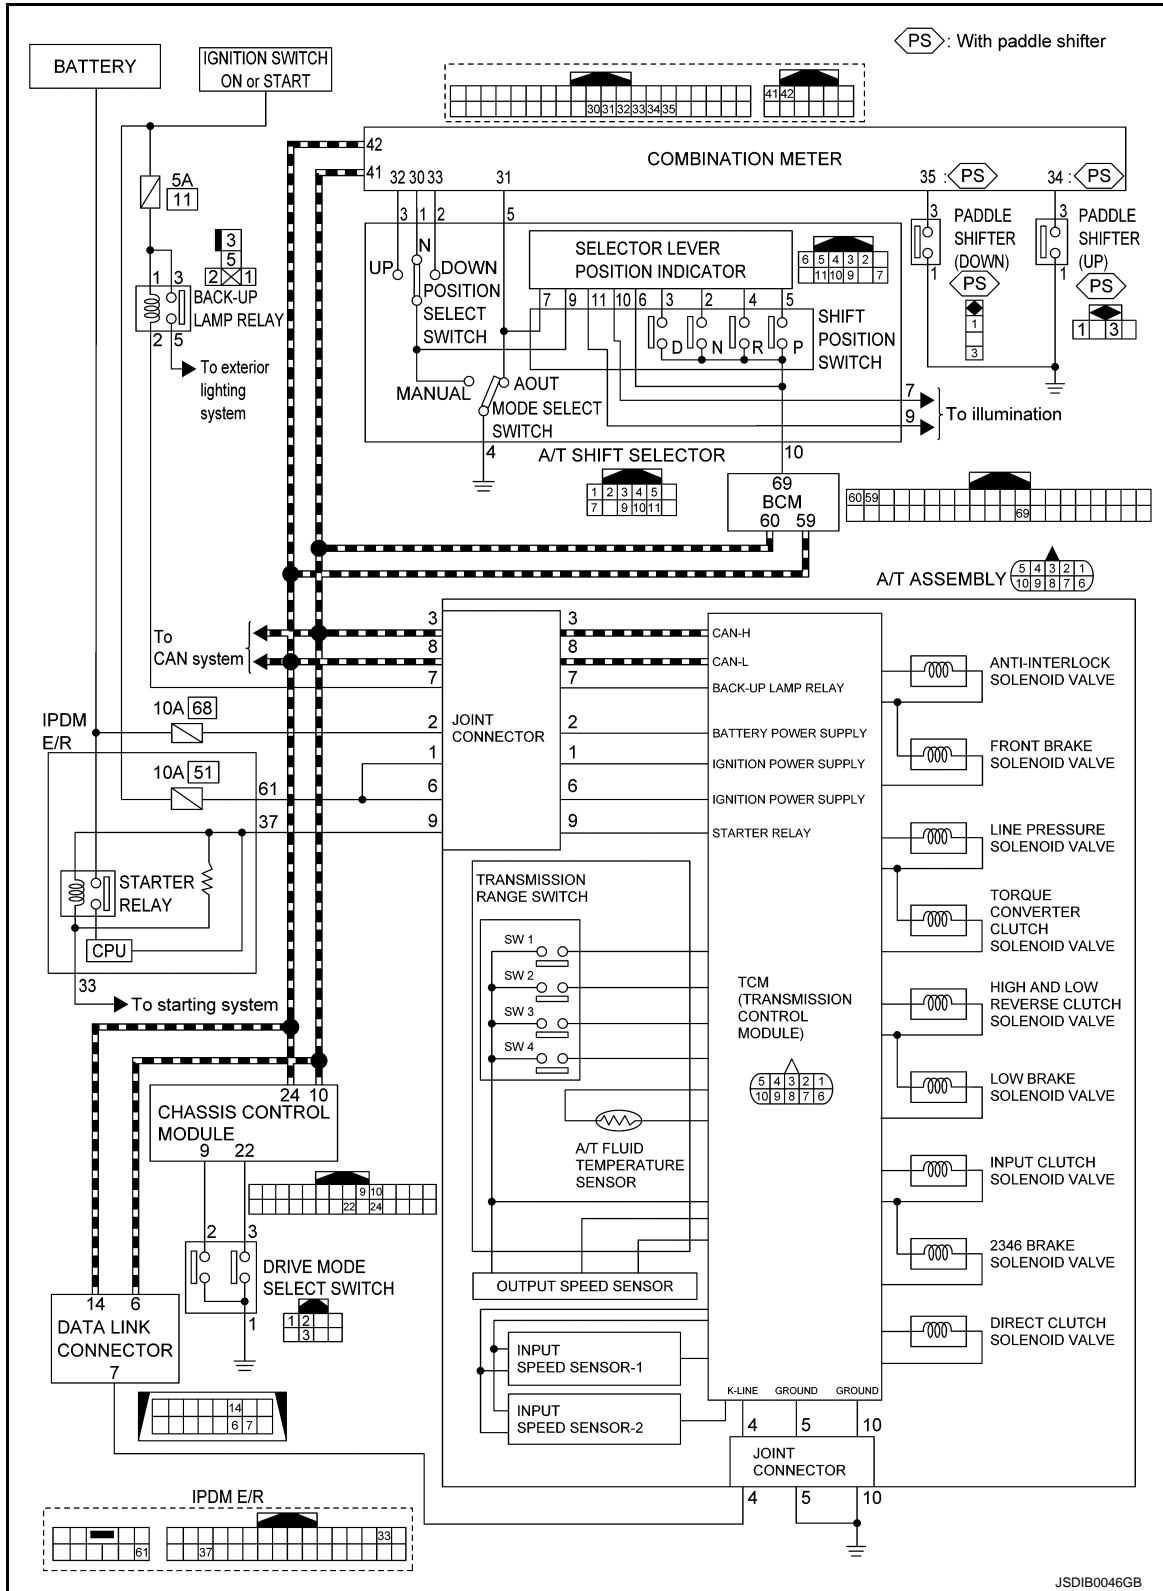 PS : With paddle shifter
BATTERY
IGNITION SWITCH
ON or START
30 31 32 33 34 35
41 42
42
41
COMBINATION METER
32 30 33 31
35 : PS
34 : PS
5A
11
3
5
2 1
1 3
BACK-UP
LAMP RELAY
2 5
To exterior
lighting
system
3 1 2 5
N
UP
DOWN
POSITION
SELECT
SWITCH
SELECTOR LEVER
POSITION INDICATOR
6 5 4 3 2
11 10 9 7
7 9 11 10 6 3 2 4 5
D N R P
SHIFT
POSITION
SWITCH
3
PADDLE
SHIFTER
(DOWN)
1
PS
1
3
3
PADDLE
SHIFTER
(UP)
1
PS
1 3
MANUAL
AOUT
MODE SELECT
SWITCH
4
7
9
To illumination
10
A/T SHIFT SELECTOR
1 2 3 4 5
7 9 10 11
69
BCM
60 59
60 59
69
A/T ASSEMBLY
5 4 3 2 1
10 9 8 7 6
To
CAN system
3
8
7
2
1
6
9
JOINT
CONNECTOR
3
8
7
2
1
6
9
CAN-H
CAN-L
BACK-UP LAMP RELAY
BATTERY POWER SUPPLY
IGNITION POWER SUPPLY
IGNITION POWER SUPPLY
STARTER RELAY
IPDM
E/R
10A 68
10A 51
61
37
STARTER
RELAY
CPU
33
To starting system
TRANSMISSION
RANGE SWITCH
SW 1
SW 2
SW 3
SW 4
TCM
(TRANSMISSION
CONTROL
MODULE)
5 4 3 2 1
10 9 8 7 6
A/T FLUID
TEMPERATURE
SENSOR
OUTPUT SPEED SENSOR
INPUT
SPEED SENSOR-1
INPUT
SPEED SENSOR-2
K-LINE GROUND GROUND
4 5 10
JOINT
CONNECTOR
4 5 10
ANTI-INTERLOCK
SOLENOID VALVE
FRONT BRAKE
SOLENOID VALVE
LINE PRESSURE
SOLENOID VALVE
TORQUE
CONVERTER
CLUTCH
SOLENOID VALVE
HIGH AND LOW
REVERSE CLUTCH
SOLENOID VALVE
LOW BRAKE
SOLENOID VALVE
INPUT CLUTCH
SOLENOID VALVE
2346 BRAKE
SOLENOID VALVE
DIRECT CLUTCH
SOLENOID VALVE
24 10
CHASSIS CONTROL
MODULE
9 22
9 10
22 24
2 3
DRIVE MODE
SELECT SWITCH
1
1 2
3
14 6
DATA LINK
CONNECTOR
7
14
6 7
IPDM E/R
61
33
37
JSDIB0046GB